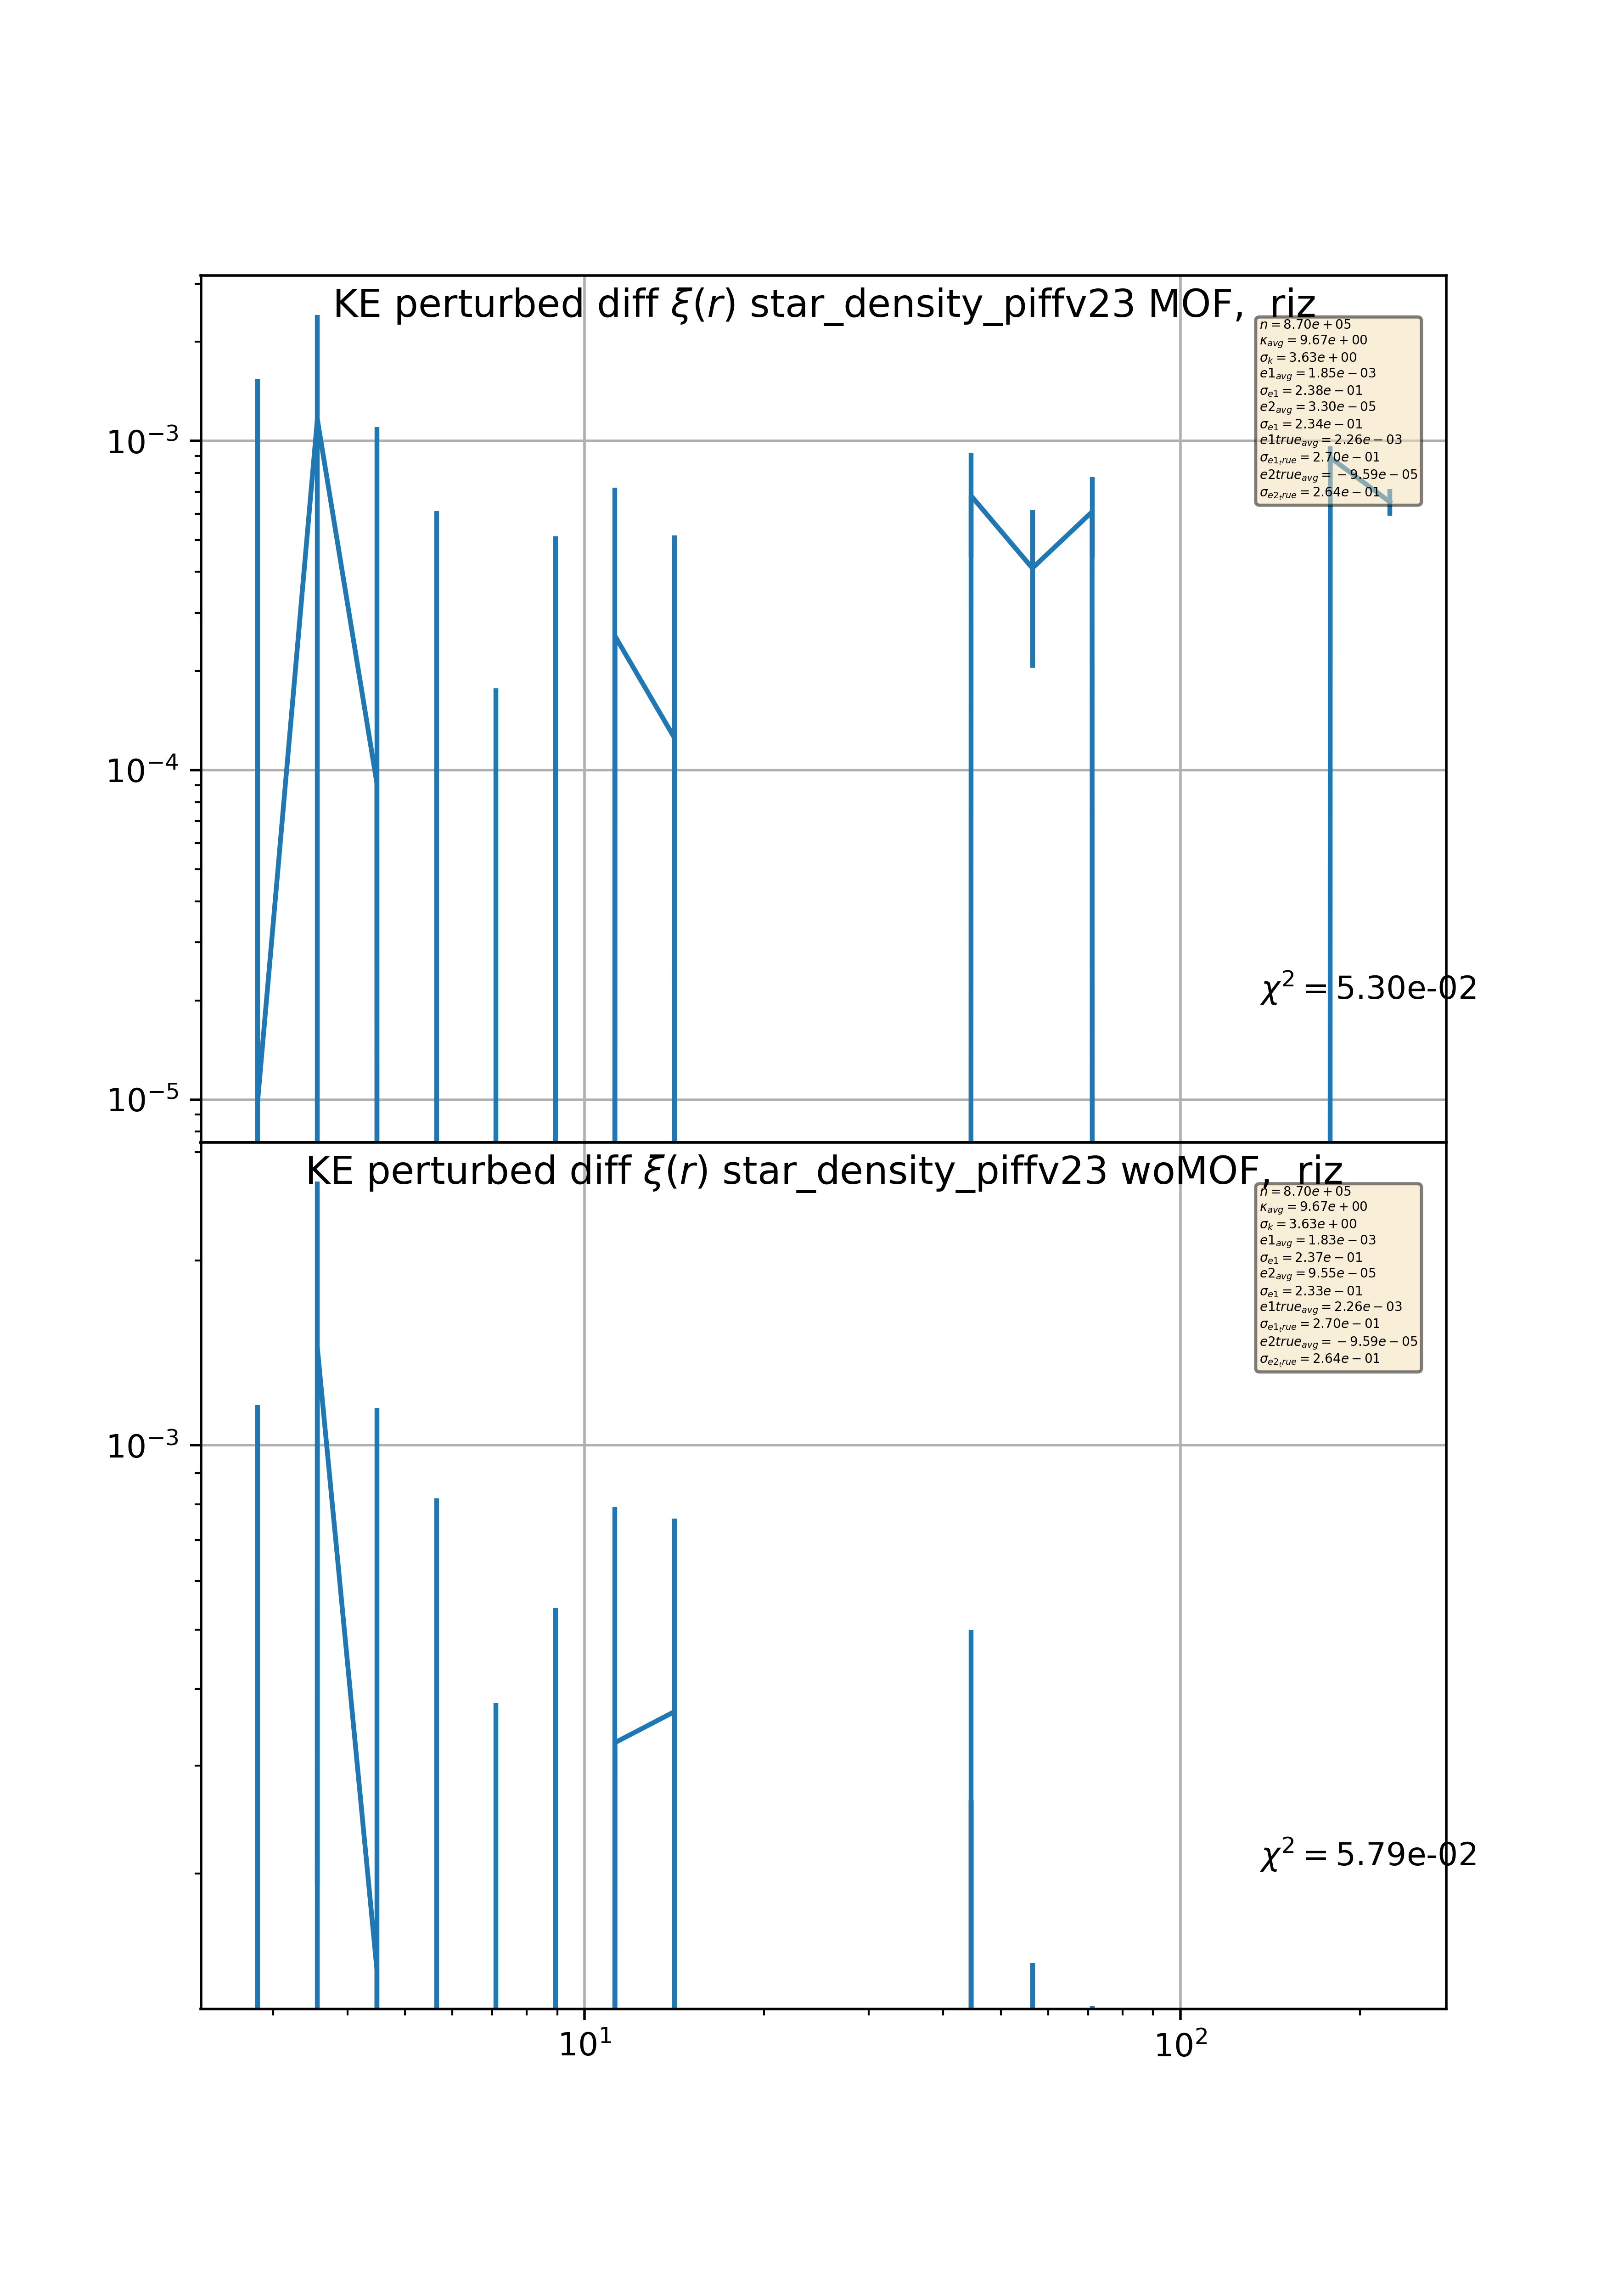 KE perturbed diff ξ(r) star_density_piffv23 MOF, riz
n = 8.70e + 05
κavg = 9.67e + 00
σk = 3.63e + 00
e1avg = 1.85e − 03
σe1 = 2.38e − 01
e2avg = 3.30e − 05
σe1 = 2.34e − 01
e1trueavg = 2.26e − 03
σe1true = 2.70e − 01
e2trueavg = − 9.59e − 05
σe2true = 2.64e − 01
10−3
10−4
χ2 = 5.30e-02
10−5
KE perturbed diff ξ(r) star_density_piffv23 woMOF, riz
n = 8.70e + 05
κavg = 9.67e + 00
σk = 3.63e + 00
e1avg = 1.83e − 03
σe1 = 2.37e − 01
e2avg = 9.55e − 05
σe1 = 2.33e − 01
e1trueavg = 2.26e − 03
σe1true = 2.70e − 01
e2trueavg = − 9.59e − 05
σe2true = 2.64e − 01
10−3
χ2 = 5.79e-02
101 102